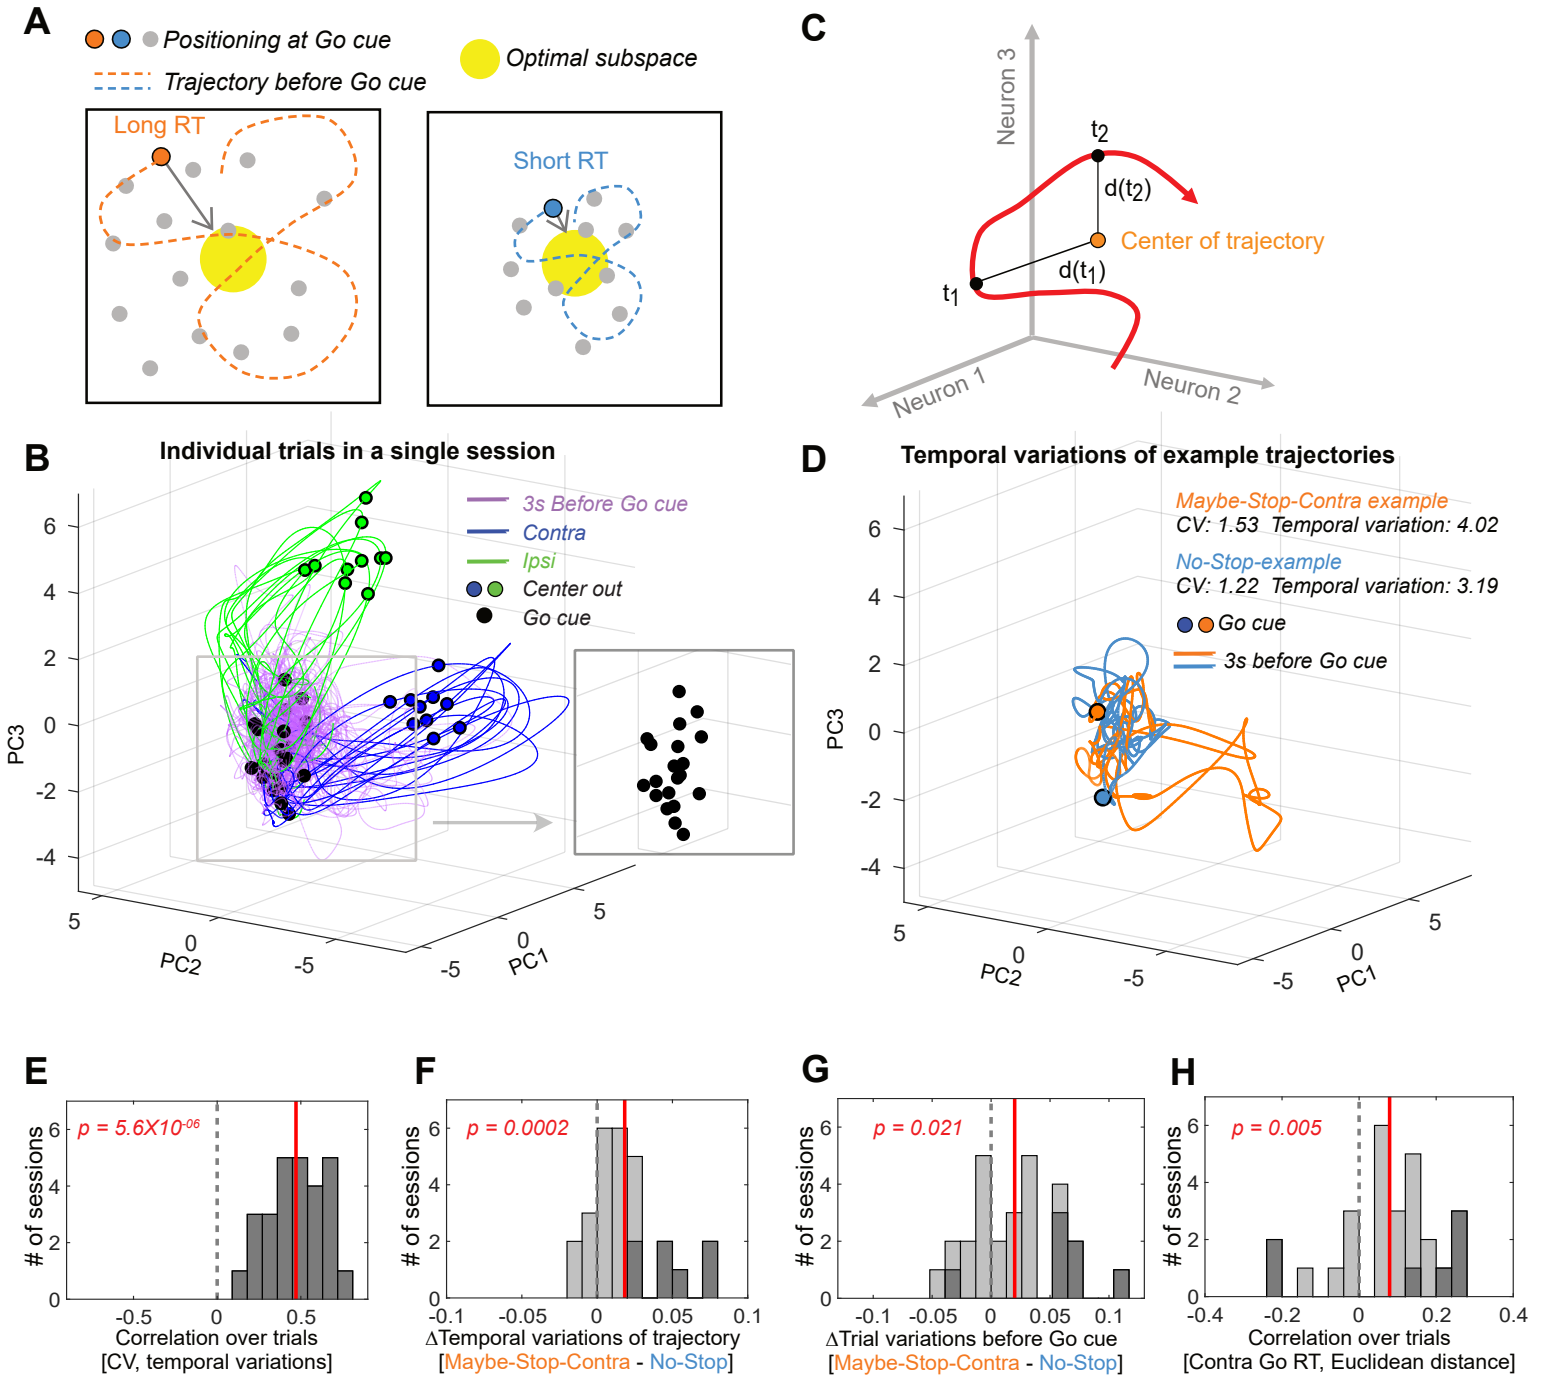 A
Positioning at Go cue
Trajectory before Go cue
Optimal subspace
Long RT
Short RT
C
Neuron 3
t2
d(t2)
Center of trajectory
d(t1)
t1
Neuron 1
Neuron 2
B
Individual trials in a single session
3s Before Go cue
Contra
Ipsi
Center out
Go cue
6
4
2
0
-2
-4
PC3
5
0
-5
PC2
-5
0
5
PC1
D
Temporal variations of example trajectories
Maybe-Stop-Contra example
CV: 1.53 Temporal variation: 4.02
No-Stop-example
CV: 1.22 Temporal variation: 3.19
Go cue
3s before Go cue
6
4
2
0
-2
-4
PC3
5
0
-5
PC2
-5
0
5
PC1
E
p = 5.6X10-06
# of sessions
6
4
2
0
-0.5
0
0.5
Correlation over trials
[CV, temporal variations]
F
p = 0.0002
# of sessions
6
4
2
0
-0.1
-0.05
0
0.05
0.1
ΔTemporal variations of trajectory
[Maybe-Stop-Contra - No-Stop]
G
p = 0.021
# of sessions
6
4
2
0
-0.1
0
0.05
0.1
ΔTrial variations before Go cue
[Maybe-Stop-Contra - No-Stop]
H
p = 0.005
# of sessions
6
4
2
0
-0.4
-0.2
0
0.2
0.4
Correlation over trials
[Contra Go RT, Euclidean distance]